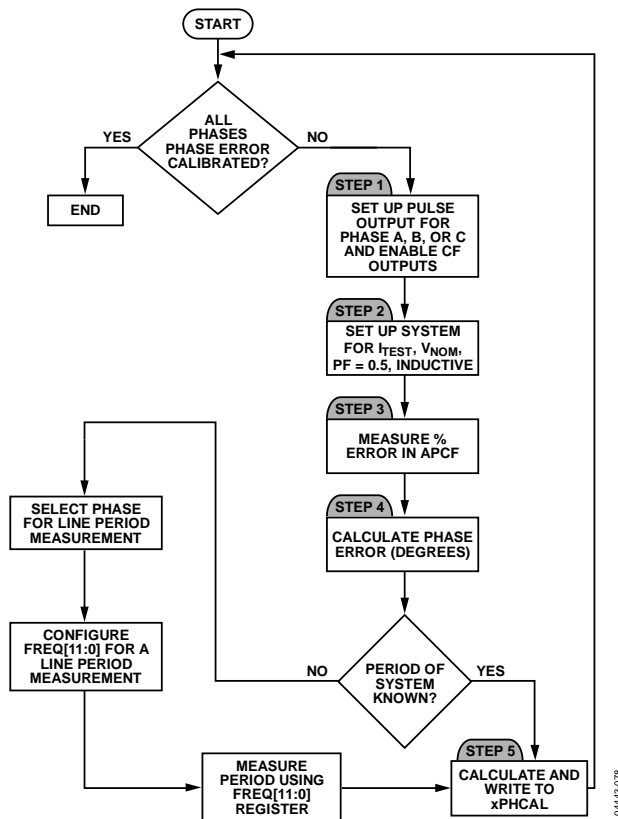 START
ALL
PHASES
PHASE ERROR
CALIBRATED?
YES
NO
END
STEP 1
SET UP PULSE
OUTPUT FOR
PHASE A, B, OR C
AND ENABLE CF
OUTPUTS
STEP 2
SET UP SYSTEM
FOR ITEST, VNOM,
PF = 0.5, INDUCTIVE
STEP 3
MEASURE %
ERROR IN APCF
STEP 4
CALCULATE PHASE
ERROR (DEGREES)
PERIOD OF
SYSTEM
KNOWN?
NO
YES
SELECT PHASE
FOR LINE PERIOD
MEASUREMENT
CONFIGURE
FREQ[11:0] FOR A
LINE PERIOD
MEASUREMENT
MEASURE
PERIOD USING
FREQ[11:0]
REGISTER
STEP 5
CALCULATE AND
WRITE TO
xPHCAL
04443-078